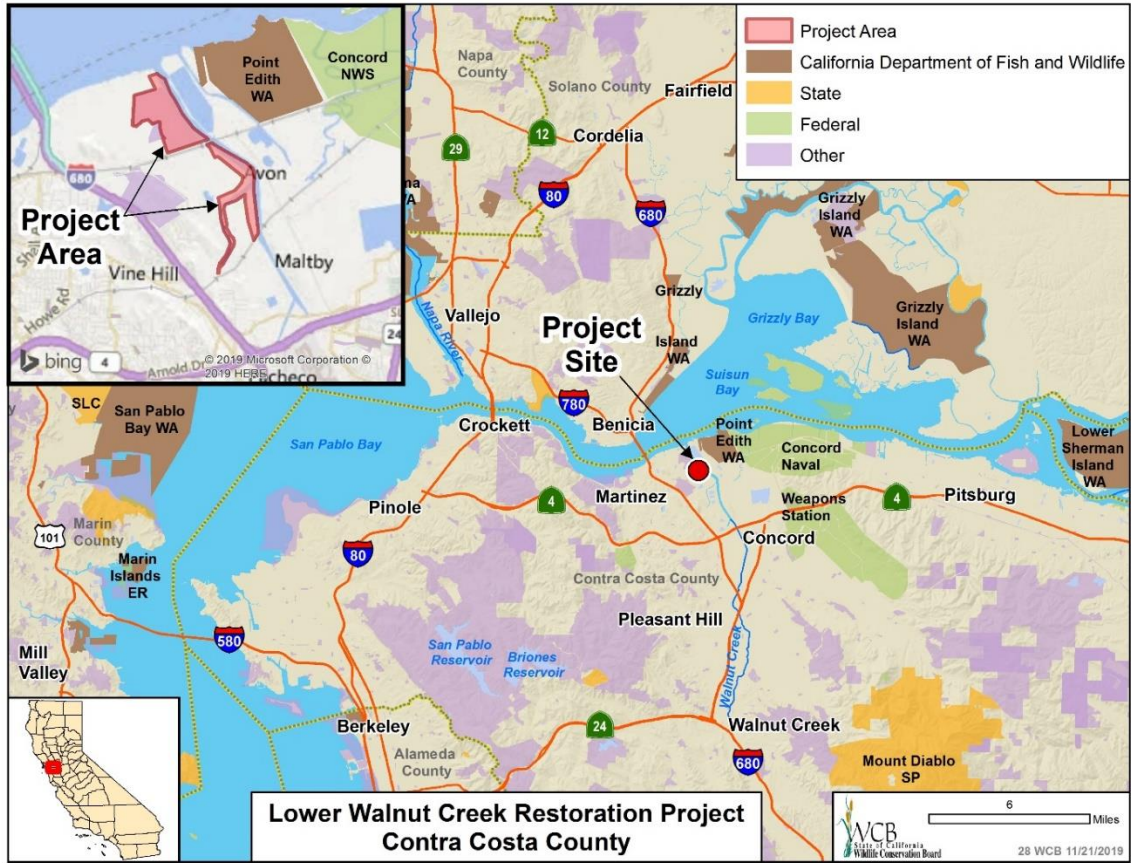 Point
Edith
WA
Concord
NWS
680
Avon
Project
Area
Vine Hill
Maltby
Howe Rd
bing
4
Arnold Dr
24
© 2019 Microsoft Corporation ©
2019 HERE
Pacheco
Project Area
California Department of Fish and Wildlife
State
Federal
Other
Napa
County
Solano County
Fairfield
Cordelia
29
12
80
680
WA
Grizzly
Island
WA
Grizzly
Island
WA
Grizzly
Island
WA
Grizzly Bay
Napa River
Vallejo
Project
Site
Suisun
Bay
780
Benicia
Crockett
SLC
San Pablo
Bay WA
San Pablo Bay
Point
Edith
WA
Concord
Naval
Weapons
Station
Lower
Sherman
Island
WA
Martinez
4
4
Pitsburg
Pinole
Concord
Marin
County
101
Marin
Islands
ER
80
Contra Costa County
Pleasant Hill
580
San Pablo
Reservoir
Briones
Reservoir
Walnut Creek
Mill
Valley
Berkeley
24
Walnut Creek
Alameda
County
680
Mount Diablo
SP
Lower Walnut Creek Restoration Project
Contra Costa County
WCB
State of California
Wildlife Conservation Board
6
Miles
28 WCB 11/21/2019